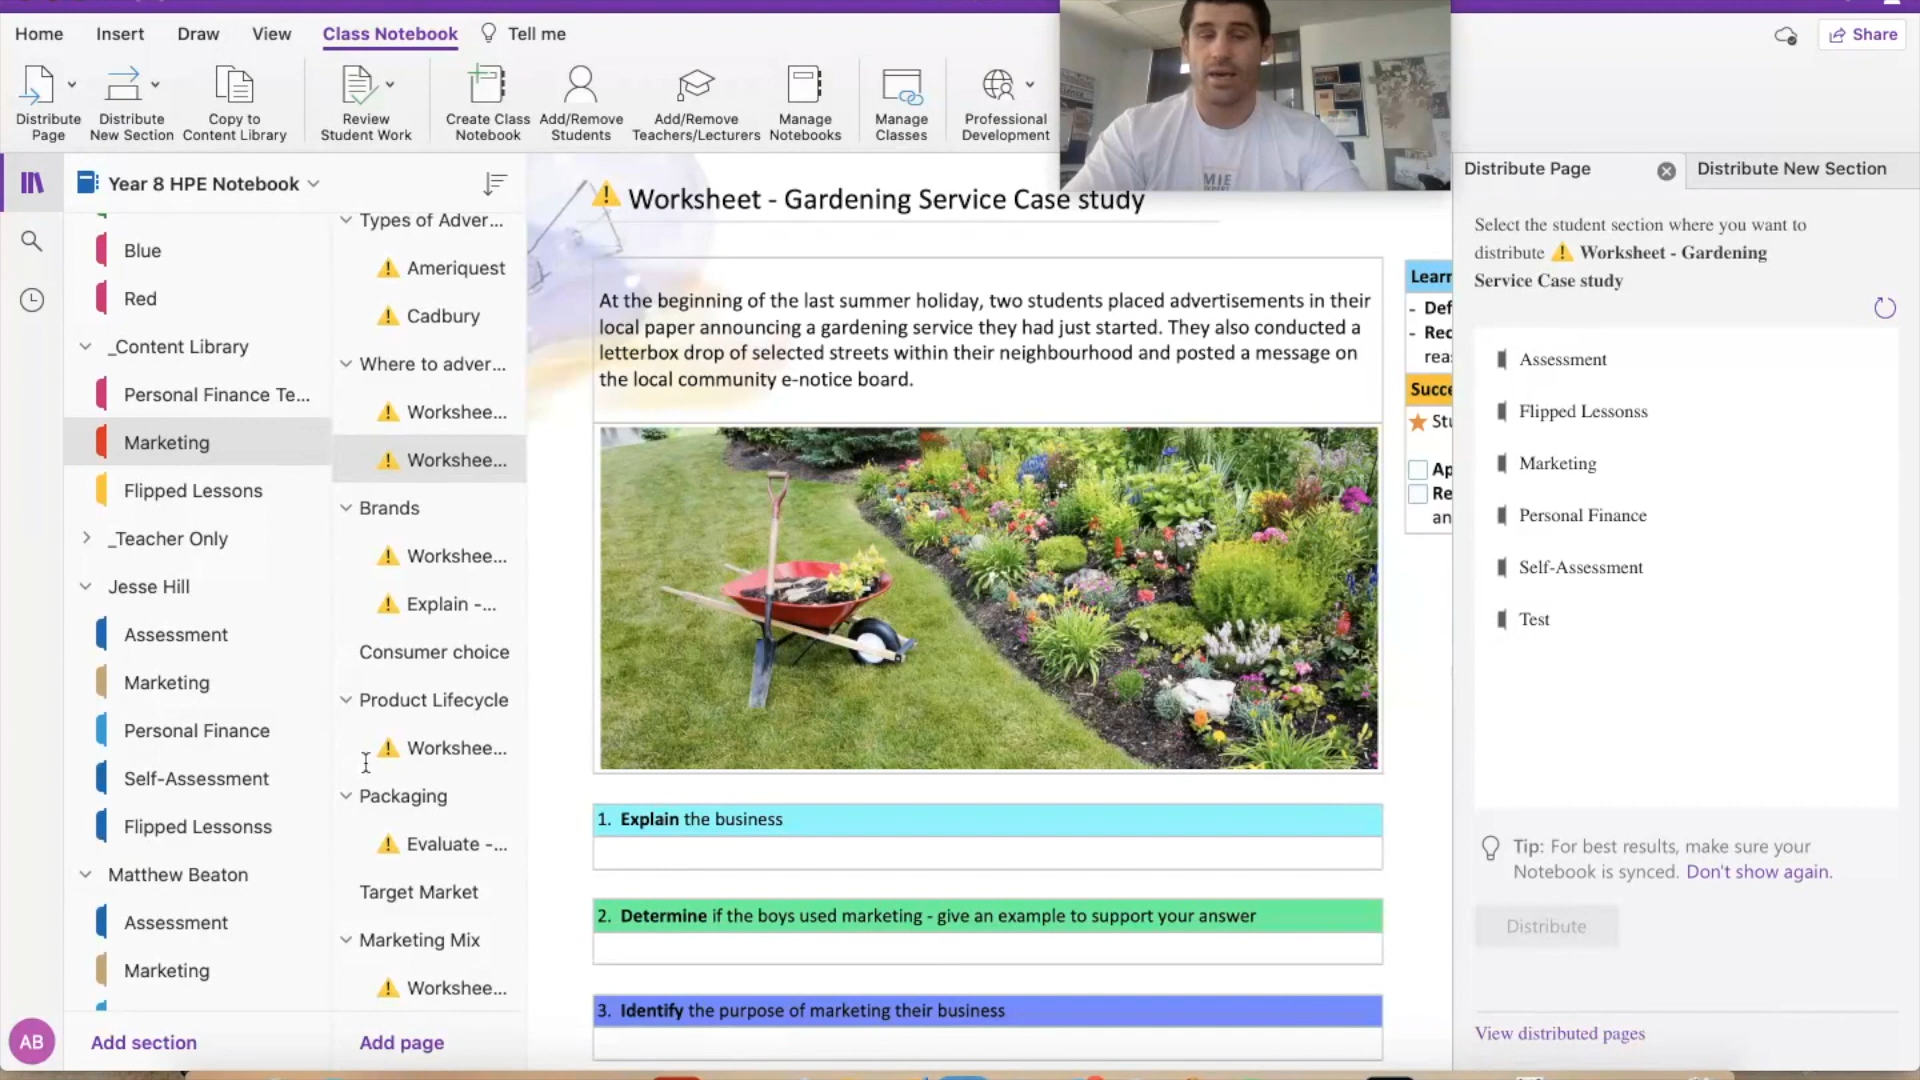 Home Insert Draw View Class Notebook Tell me
Share
Distribute
Page
Distribute
New Section
Copy to
Content Library
Review
Student Work
Create Class
Notebook
Add/Remove
Students
Add/Remove
Teachers/Lecturers
Manage
Notebooks
Manage
Classes
Professional
Development
Year 8 HPE Notebook
Blue
Red
_Content Library
Personal Finance Te...
Marketing
Flipped Lessons
_Teacher Only
Jesse Hill
Assessment
Marketing
Personal Finance
Self-Assessment
Flipped Lessonss
Matthew Beaton
Assessment
Marketing
AB
Add section
Types of Adver...
Ameriquest
Cadbury
Where to adver...
Workshee...
Workshee...
Brands
Workshee...
Explain -...
Consumer choice
Product Lifecycle
Workshee...
Packaging
Evaluate -...
Target Market
Marketing Mix
Workshee...
Add page
Worksheet - Gardening Service Case study
At the beginning of the last summer holiday, two students placed advertisements in their
local paper announcing a gardening service they had just started. They also conducted a
letterbox drop of selected streets within their neighbourhood and posted a message on
the local community e-notice board.
1. Explain the business
2. Determine if the boys used marketing - give an example to support your answer
3. Identify the purpose of marketing their business
Learn
- Def
- Rec
rea
Succe
Stu
Ap
Re
an
Distribute Page
Distribute New Section
Select the student section where you want to
distribute Worksheet - Gardening
Service Case study
Assessment
Flipped Lessonss
Marketing
Personal Finance
Self-Assessment
Test
Tip: For best results, make sure your
Notebook is synced. Don't show again.
Distribute
View distributed pages